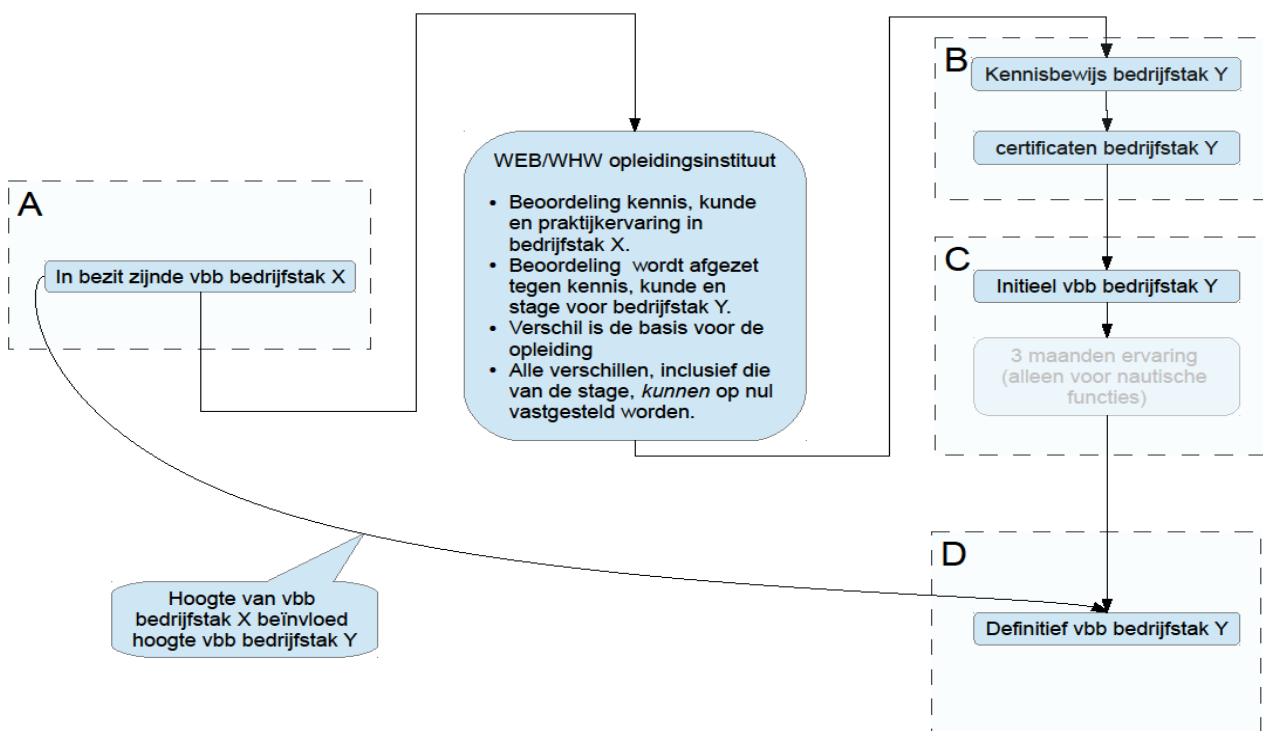 A
In bezit zijnde vbb bedrijfstak X
WEB/WHW opleidingsinstituut
• Beoordeling kennis, kunde
en praktijkervaring in
bedrijfstak X.
• Beoordeling wordt afgezet
tegen kennis, kunde en
stage voor bedrijfstak Y.
• Verschil is de basis voor de
opleiding
• Alle verschillen, inclusief die
van de stage, kunnen op nul
vastgesteld worden.
B
Kennisbewijs bedrijfstak Y
certificaten bedrijfstak Y
C
Initieel vbb bedrijfstak Y
3 maanden ervaring
(alleen voor nautische
functies)
Hoogte van vbb
bedrijfstak X beïnvloed
hoogte vbb bedrijfstak Y
D
Definitief vbb bedrijfstak Y